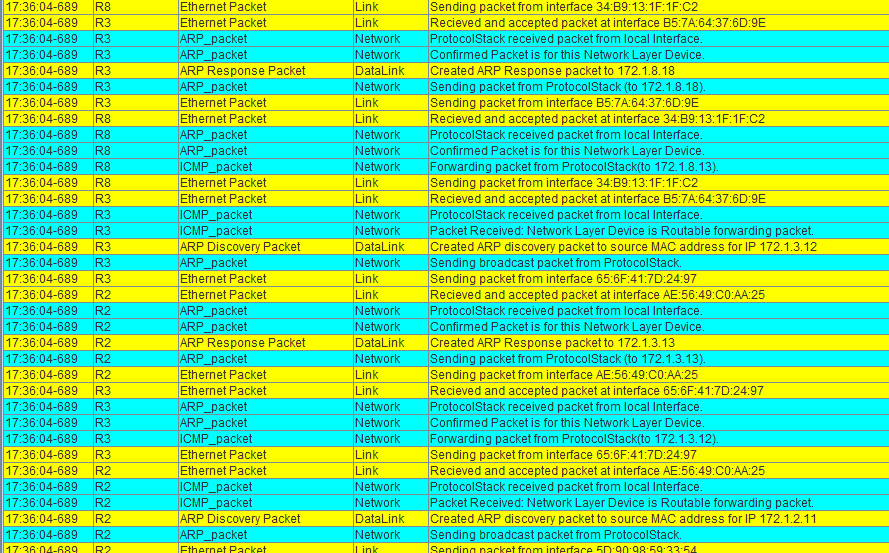 17:36:04-689 R8 Ethernet Packet Link Sending packet from interface 34:B9:13:1F:1F:C2
17:36:04-689 R3 Ethernet Packet Link Recieved and accepted packet at interface B5:7A:64:37:6D:9E
17:36:04-689 R3 ARP_packet Network ProtocolStack received packet from local Interface.
17:36:04-689 R3 ARP_packet Network Confirmed Packet is for this Network Layer Device.
17:36:04-689 R3 ARP Response Packet DataLink Created ARP Response packet to 172.1.8.18
17:36:04-689 R3 ARP_packet Network Sending packet from ProtocolStack (to 172.1.8.18).
17:36:04-689 R3 Ethernet Packet Link Sending packet from interface B5:7A:64:37:6D:9E
17:36:04-689 R8 Ethernet Packet Link Recieved and accepted packet at interface 34:B9:13:1F:1F:C2
17:36:04-689 R8 ARP_packet Network ProtocolStack received packet from local Interface.
17:36:04-689 R8 ARP_packet Network Confirmed Packet is for this Network Layer Device.
17:36:04-689 R8 ICMP_packet Network Forwarding packet from ProtocolStack(to 172.1.8.13).
17:36:04-689 R8 Ethernet Packet Link Sending packet from interface 34:B9:13:1F:1F:C2
17:36:04-689 R3 Ethernet Packet Link Recieved and accepted packet at interface B5:7A:64:37:6D:9E
17:36:04-689 R3 ICMP_packet Network ProtocolStack received packet from local Interface.
17:36:04-689 R3 ICMP_packet Network Packet Received: Network Layer Device is Routable forwarding packet.
17:36:04-689 R3 ARP Discovery Packet DataLink Created ARP discovery packet to source MAC address for IP 172.1.3.12
17:36:04-689 R3 ARP_packet Network Sending broadcast packet from ProtocolStack.
17:36:04-689 R3 Ethernet Packet Link Sending packet from interface 65:6F:41:7D:24:97
17:36:04-689 R2 Ethernet Packet Link Recieved and accepted packet at interface AE:56:49:C0:AA:25
17:36:04-689 R2 ARP_packet Network ProtocolStack received packet from local Interface.
17:36:04-689 R2 ARP_packet Network Confirmed Packet is for this Network Layer Device.
17:36:04-689 R2 ARP Response Packet DataLink Created ARP Response packet to 172.1.3.13
17:36:04-689 R2 ARP_packet Network Sending packet from ProtocolStack (to 172.1.3.13).
17:36:04-689 R2 Ethernet Packet Link Sending packet from interface AE:56:49:C0:AA:25
17:36:04-689 R3 Ethernet Packet Link Recieved and accepted packet at interface 65:6F:41:7D:24:97
17:36:04-689 R3 ARP_packet Network ProtocolStack received packet from local Interface.
17:36:04-689 R3 ARP_packet Network Confirmed Packet is for this Network Layer Device.
17:36:04-689 R3 ICMP_packet Network Forwarding packet from ProtocolStack(to 172.1.3.12).
17:36:04-689 R3 Ethernet Packet Link Sending packet from interface 65:6F:41:7D:24:97
17:36:04-689 R2 Ethernet Packet Link Recieved and accepted packet at interface AE:56:49:C0:AA:25
17:36:04-689 R2 ICMP_packet Network ProtocolStack received packet from local Interface.
17:36:04-689 R2 ICMP_packet Network Packet Received: Network Layer Device is Routable forwarding packet.
17:36:04-689 R2 ARP Discovery Packet DataLink Created ARP discovery packet to source MAC address for IP 172.1.2.11
17:36:04-689 R2 ARP_packet Network Sending broadcast packet from ProtocolStack.
17:36:04-689 R2 Ethernet Packet Link Sending packet from interface 5D:90:98:59:33:54